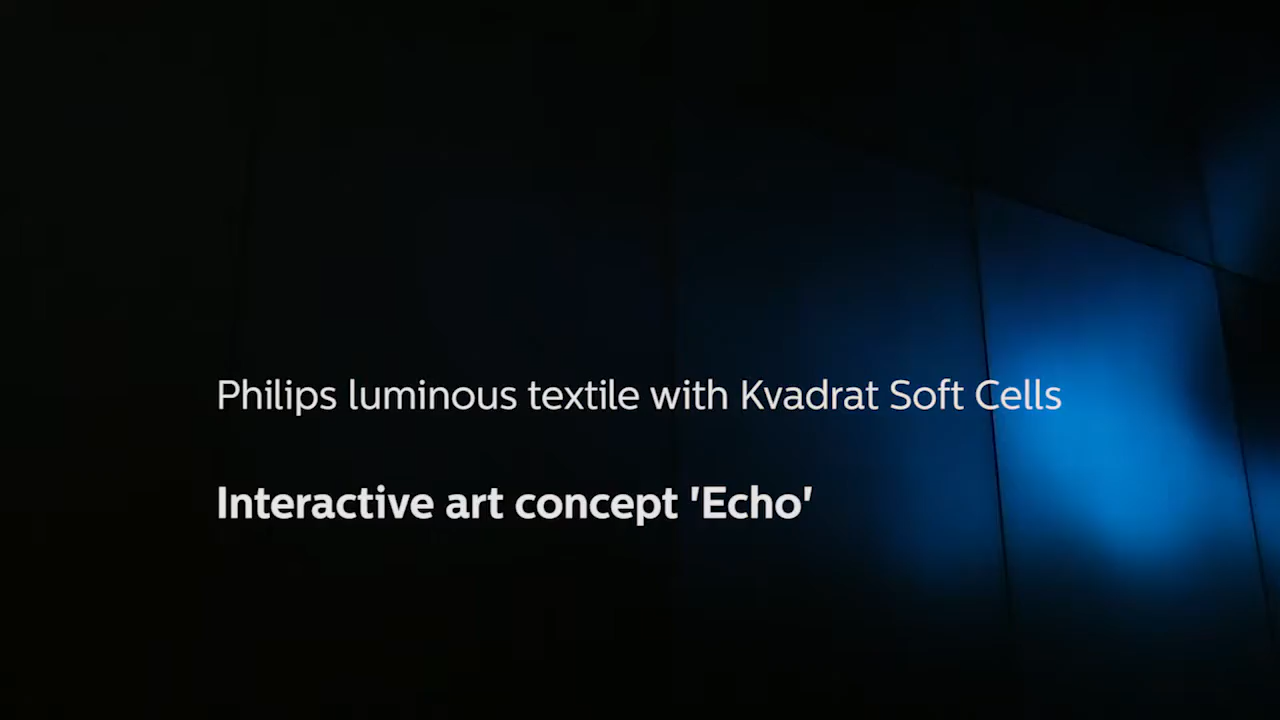 Philips luminous textile with Kvadrat Soft Cells
Interactive art concept 'Echo'